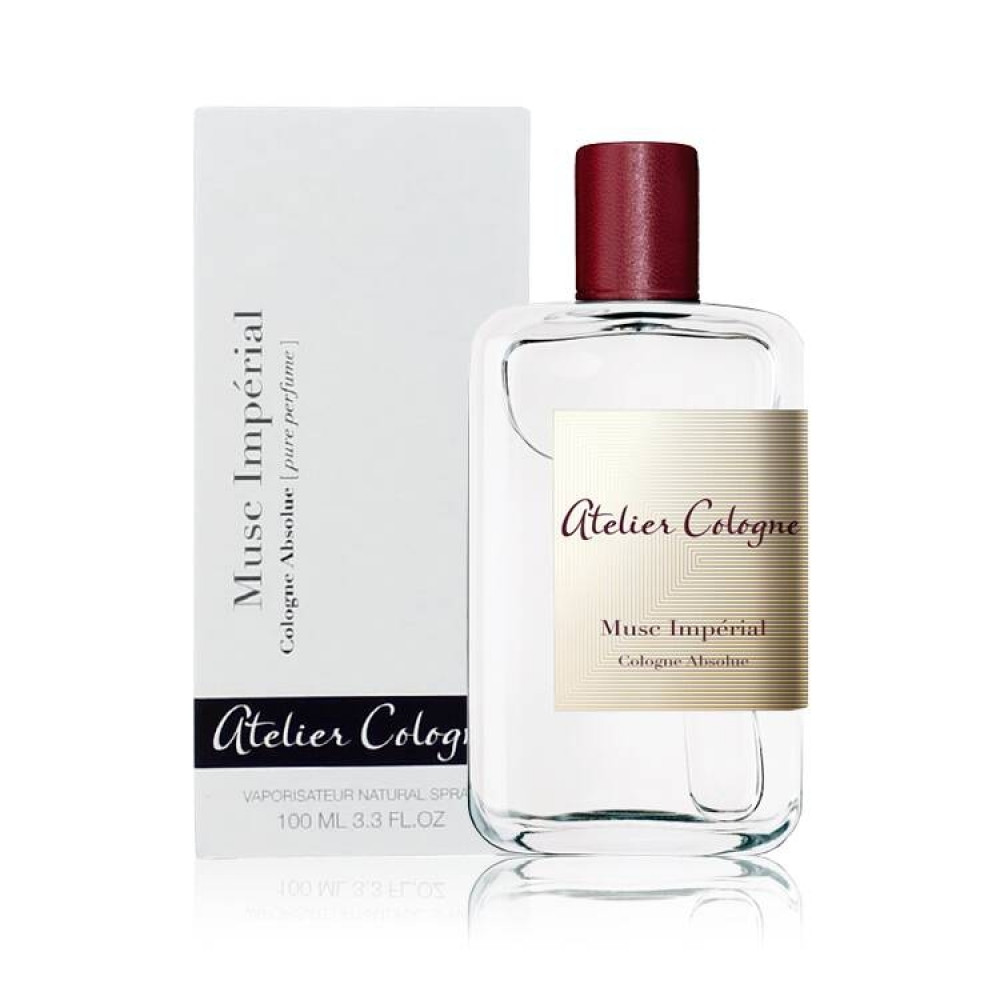 Musc Impérial
Cologne Absolue [pure perfume]
Atelier Cologn
VAPORISATEUR NATURAL SPRA
100 ML 3.3 FL.OZ
Atelier Cologne
Musc Impérial
Cologne Absolue